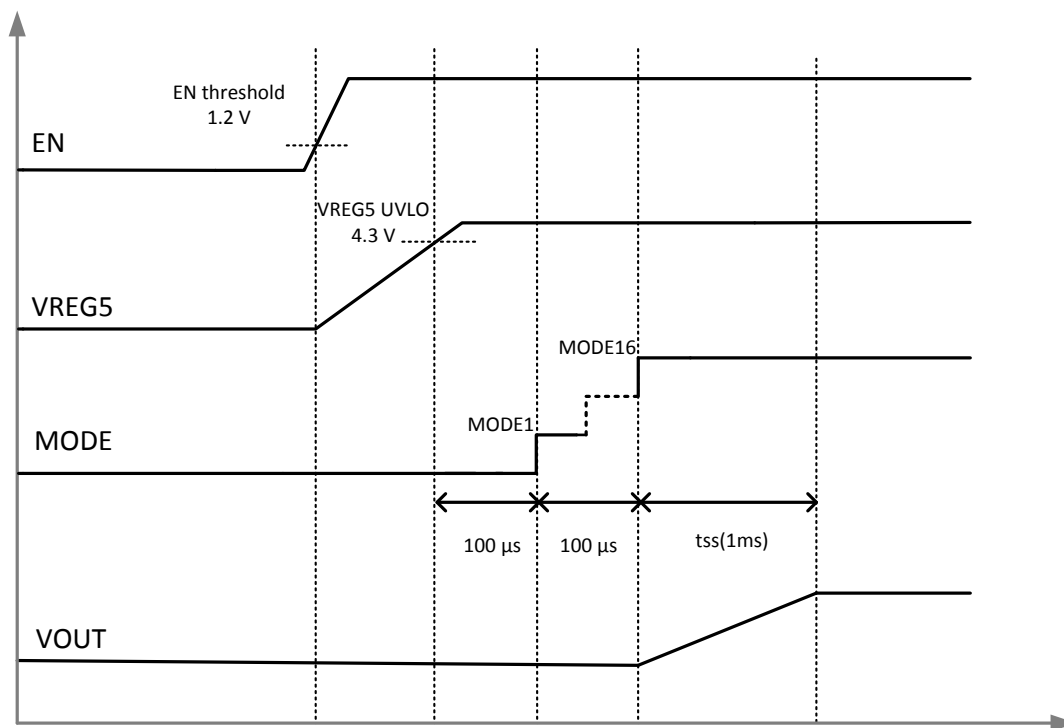 EN threshold
1.2 V
EN
VREG5 UVLO
4.3 V
VREG5
MODE16
MODE1
MODE
100 µs
100 µs
tss(1ms)
VOUT